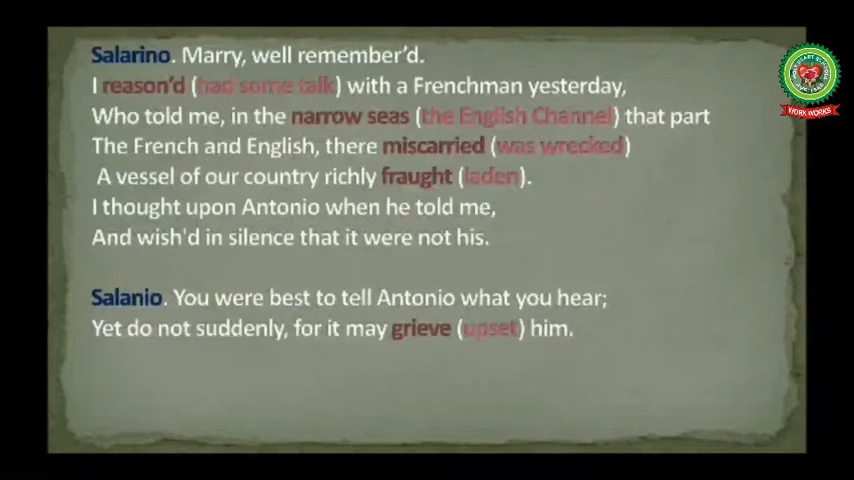 Salarino. Marry, well remember'd.
I reason'd (had some talk) with a Frenchman yesterday,
Who told me, in the narrow seas (the English Channel) that part
The French and English, there miscarried (was wrecked)
A vessel of our country richly fraught (laden).
I thought upon Antonio when he told me,
And wish'd in silence that it were not his.
Salanio. You were best to tell Antonio what you hear;
Yet do not suddenly, for it may grieve (upset) him.
WORK WORKS